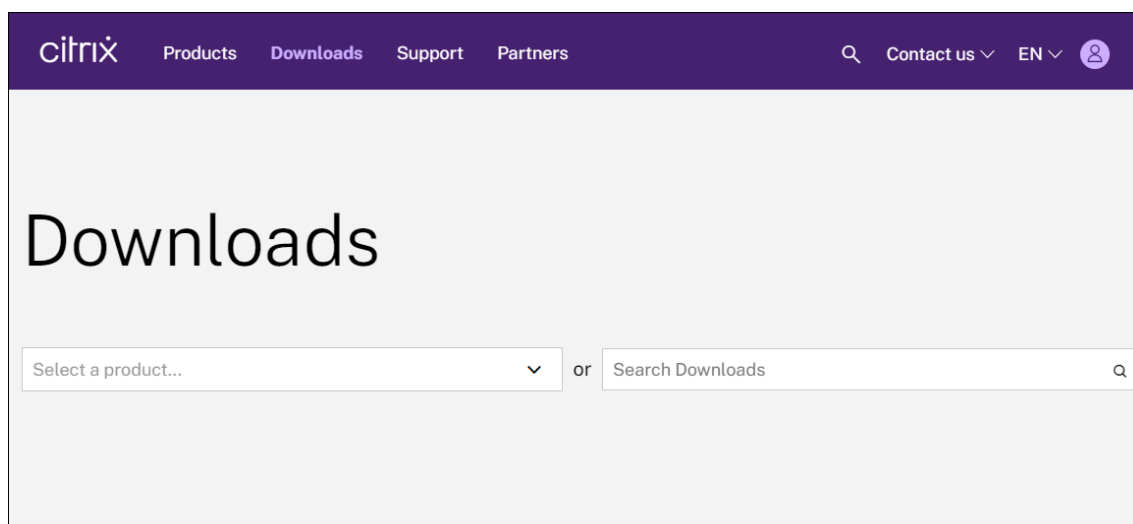 citrix Products Downloads Support Partners Contact us EN
Downloads
Select a product... or Search Downloads